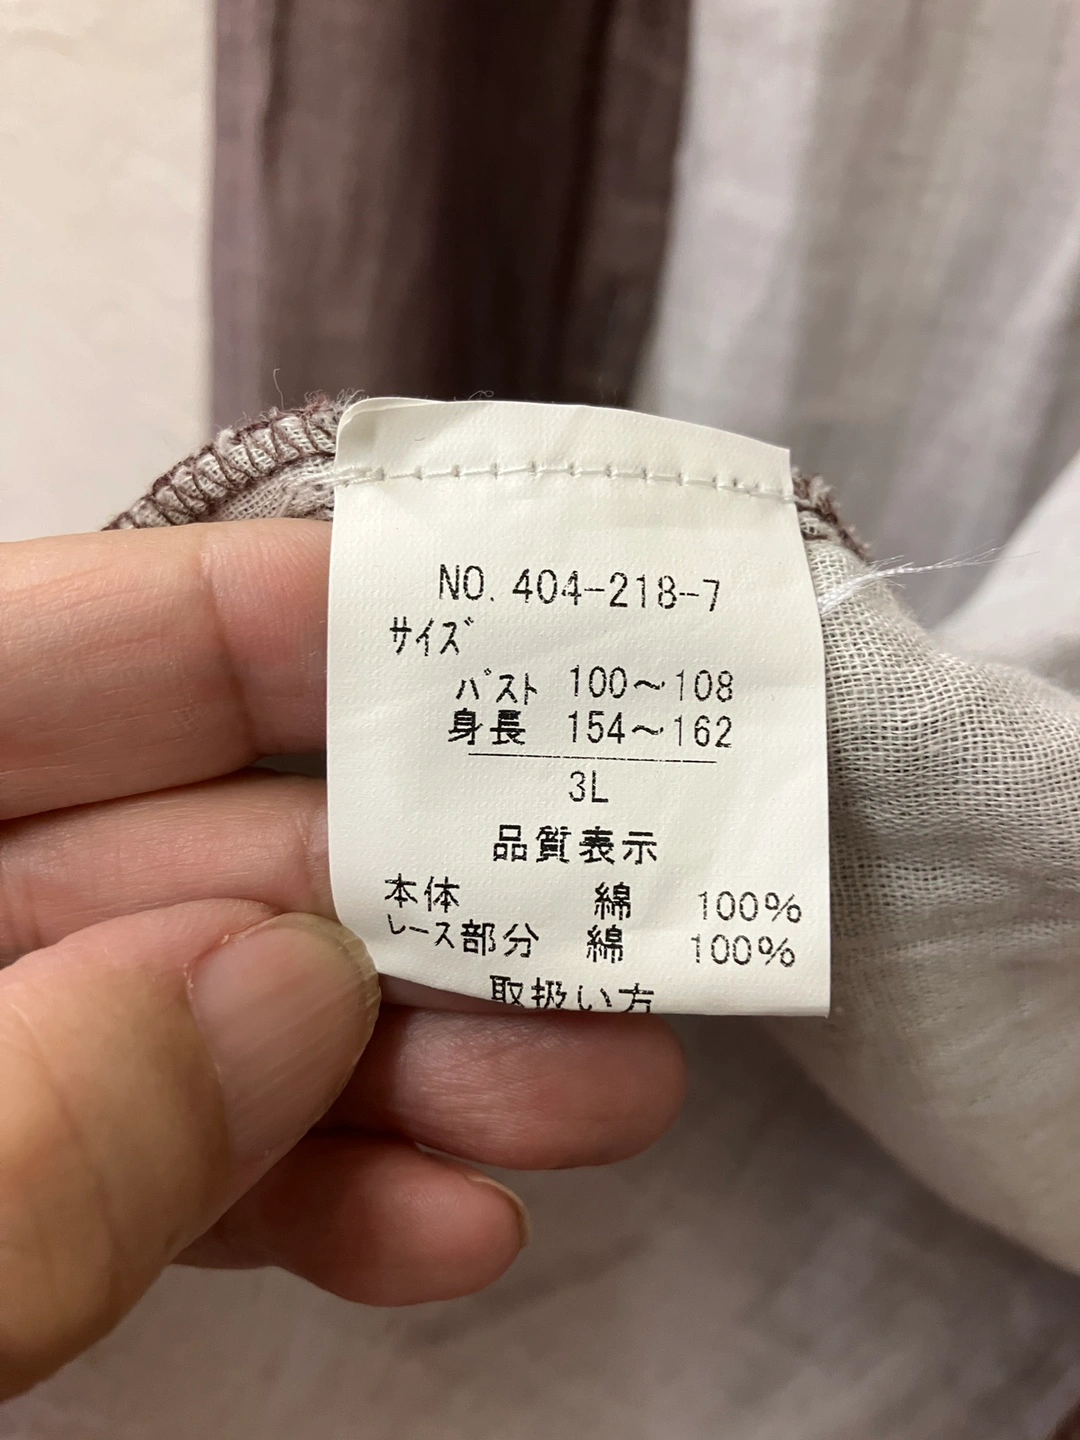 NO. 404-218-7
サイズ
バスト 100～108
身長 154～162
3L
品質表示
本体 綿 100%
レース部分 綿 100%
取扱い方